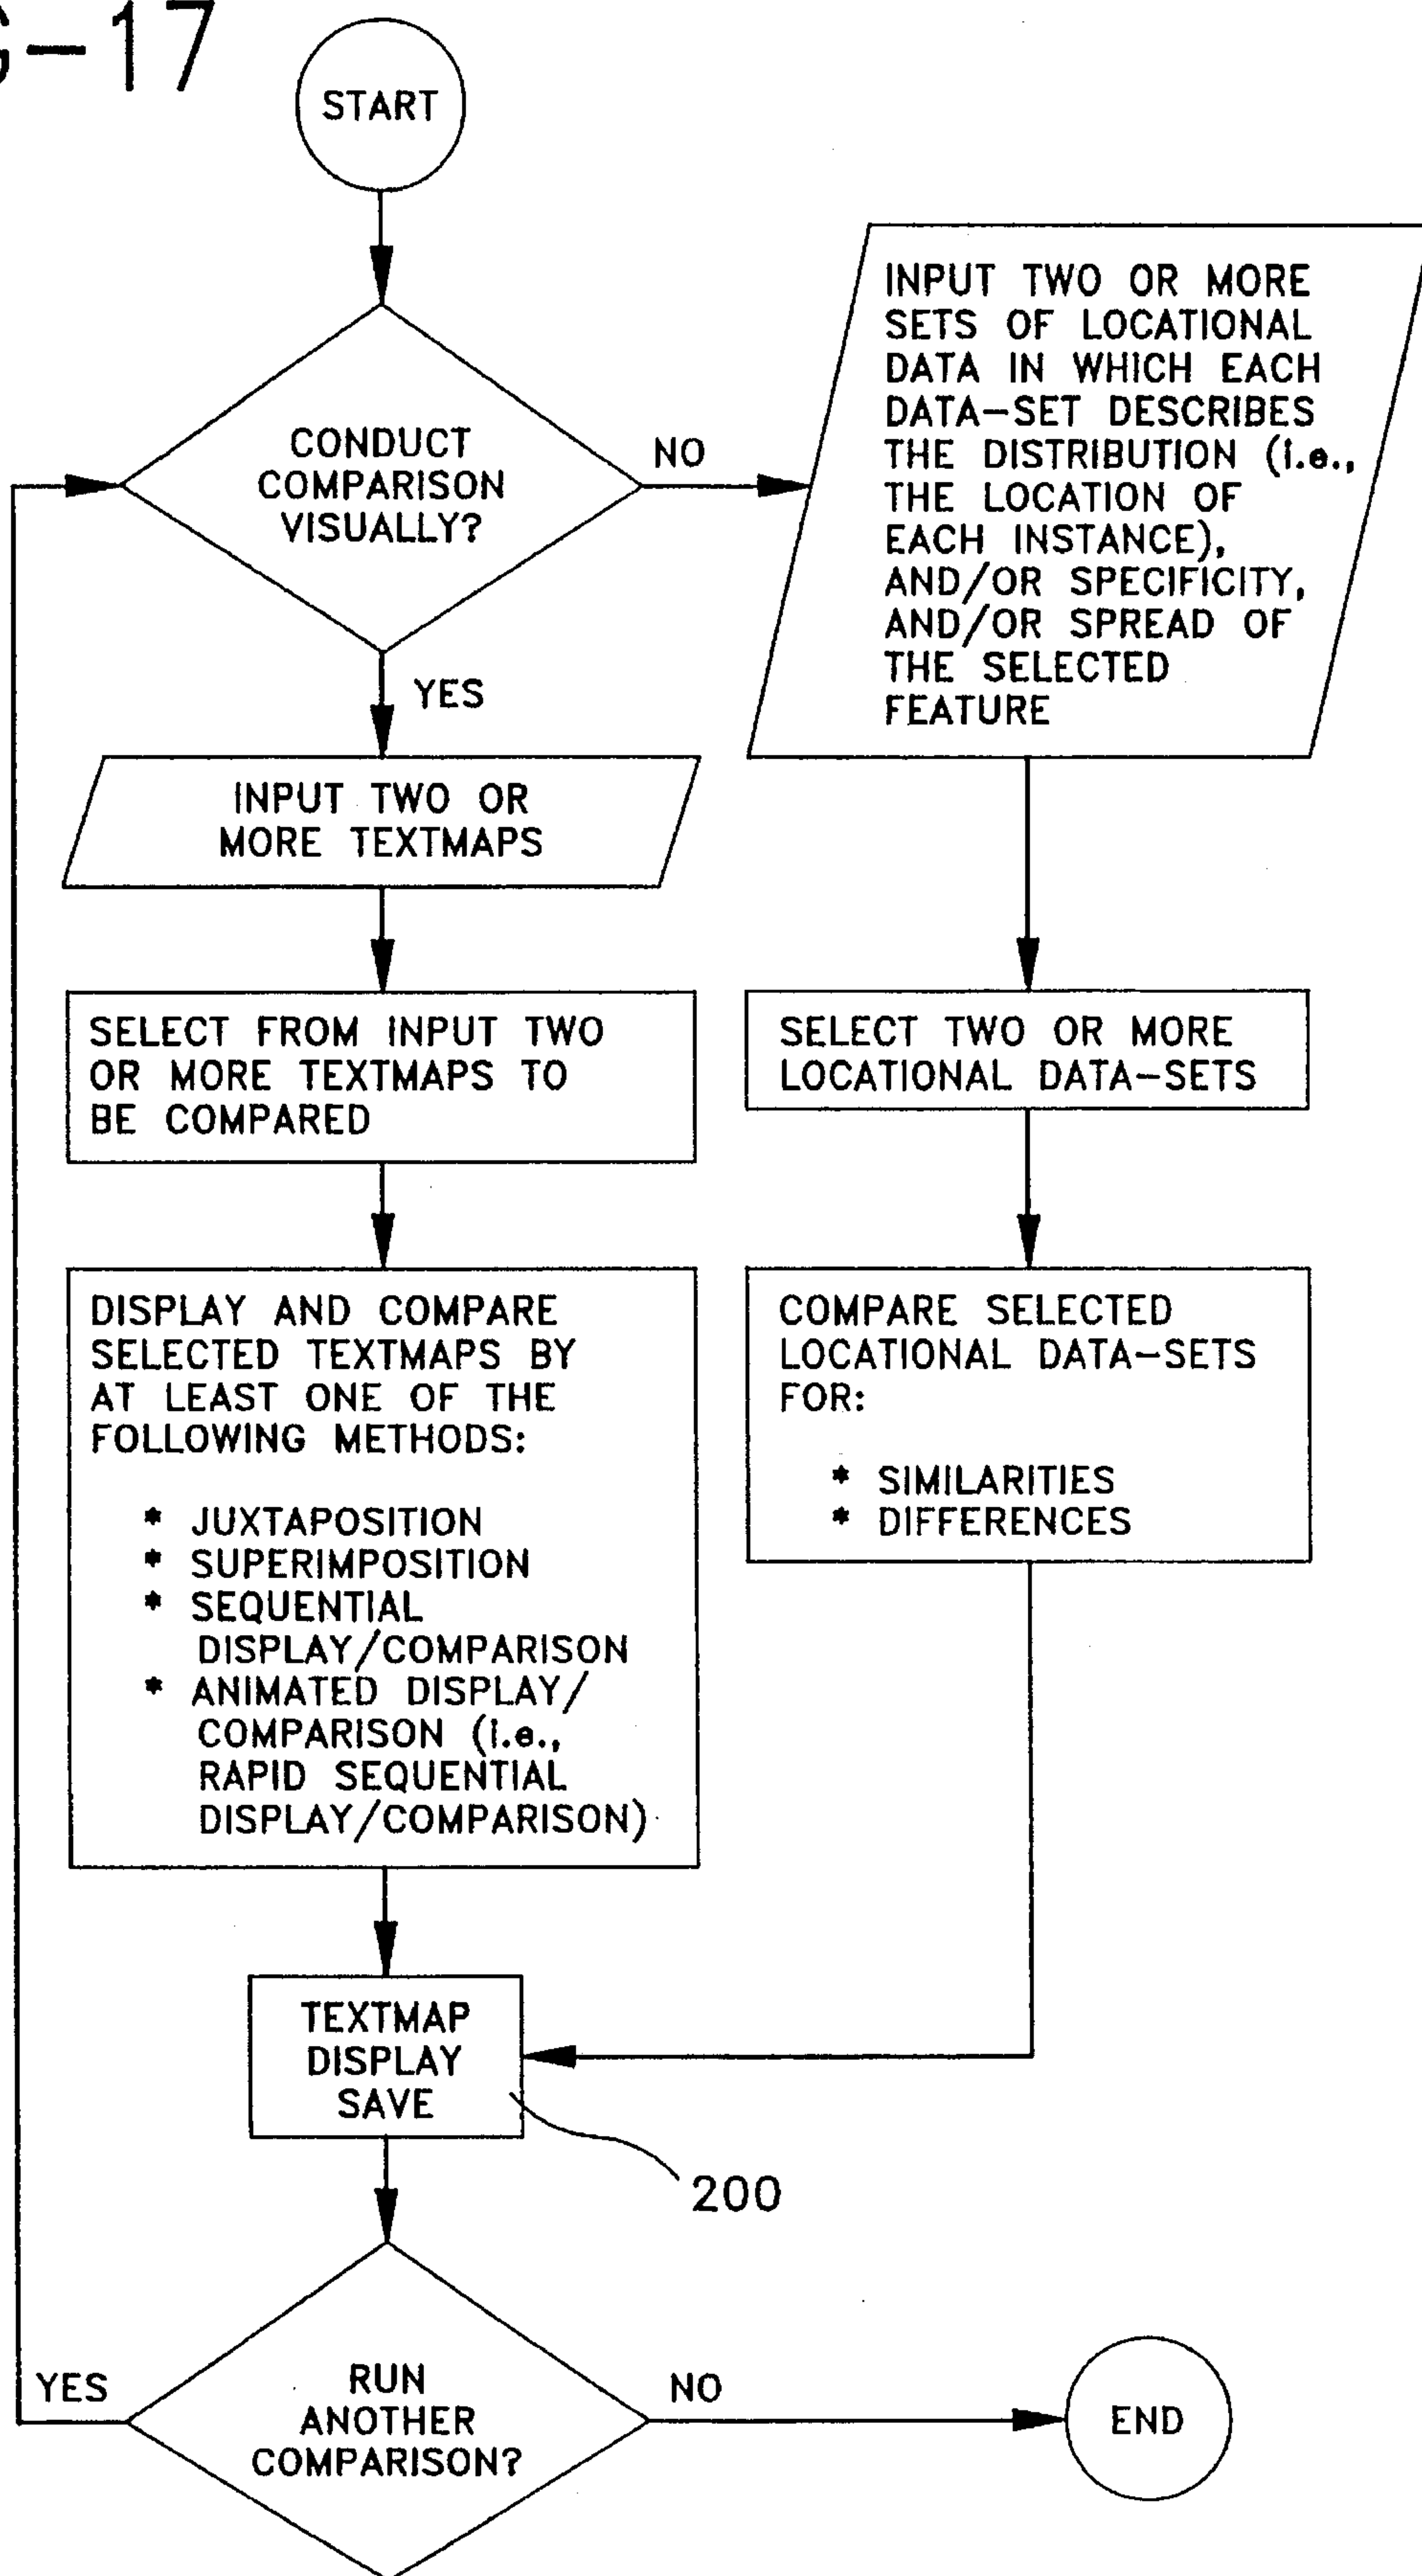 G-17
START
CONDUCT
COMPARISON
VISUALLY?
NO
YES
INPUT TWO OR MORE
SETS OF LOCATIONAL
DATA IN WHICH EACH
DATA-SET DESCRIBES
THE DISTRIBUTION (i.e.,
THE LOCATION OF
EACH INSTANCE),
AND/OR SPECIFICITY,
AND/OR SPREAD OF
THE SELECTED
FEATURE
INPUT TWO OR
MORE TEXTMAPS
SELECT FROM INPUT TWO
OR MORE TEXTMAPS TO
BE COMPARED
SELECT TWO OR MORE
LOCATIONAL DATA-SETS
DISPLAY AND COMPARE
SELECTED TEXTMAPS BY
AT LEAST ONE OF THE
FOLLOWING METHODS:
* JUXTAPOSITION
* SUPERIMPOSITION
* SEQUENTIAL
DISPLAY/COMPARISON
* ANIMATED DISPLAY/
COMPARISON (i.e.,
RAPID SEQUENTIAL
DISPLAY/COMPARISON)
COMPARE SELECTED
LOCATIONAL DATA-SETS
FOR:
* SIMILARITIES
* DIFFERENCES
TEXTMAP
DISPLAY
SAVE
200
RUN
ANOTHER
COMPARISON?
YES
NO
END